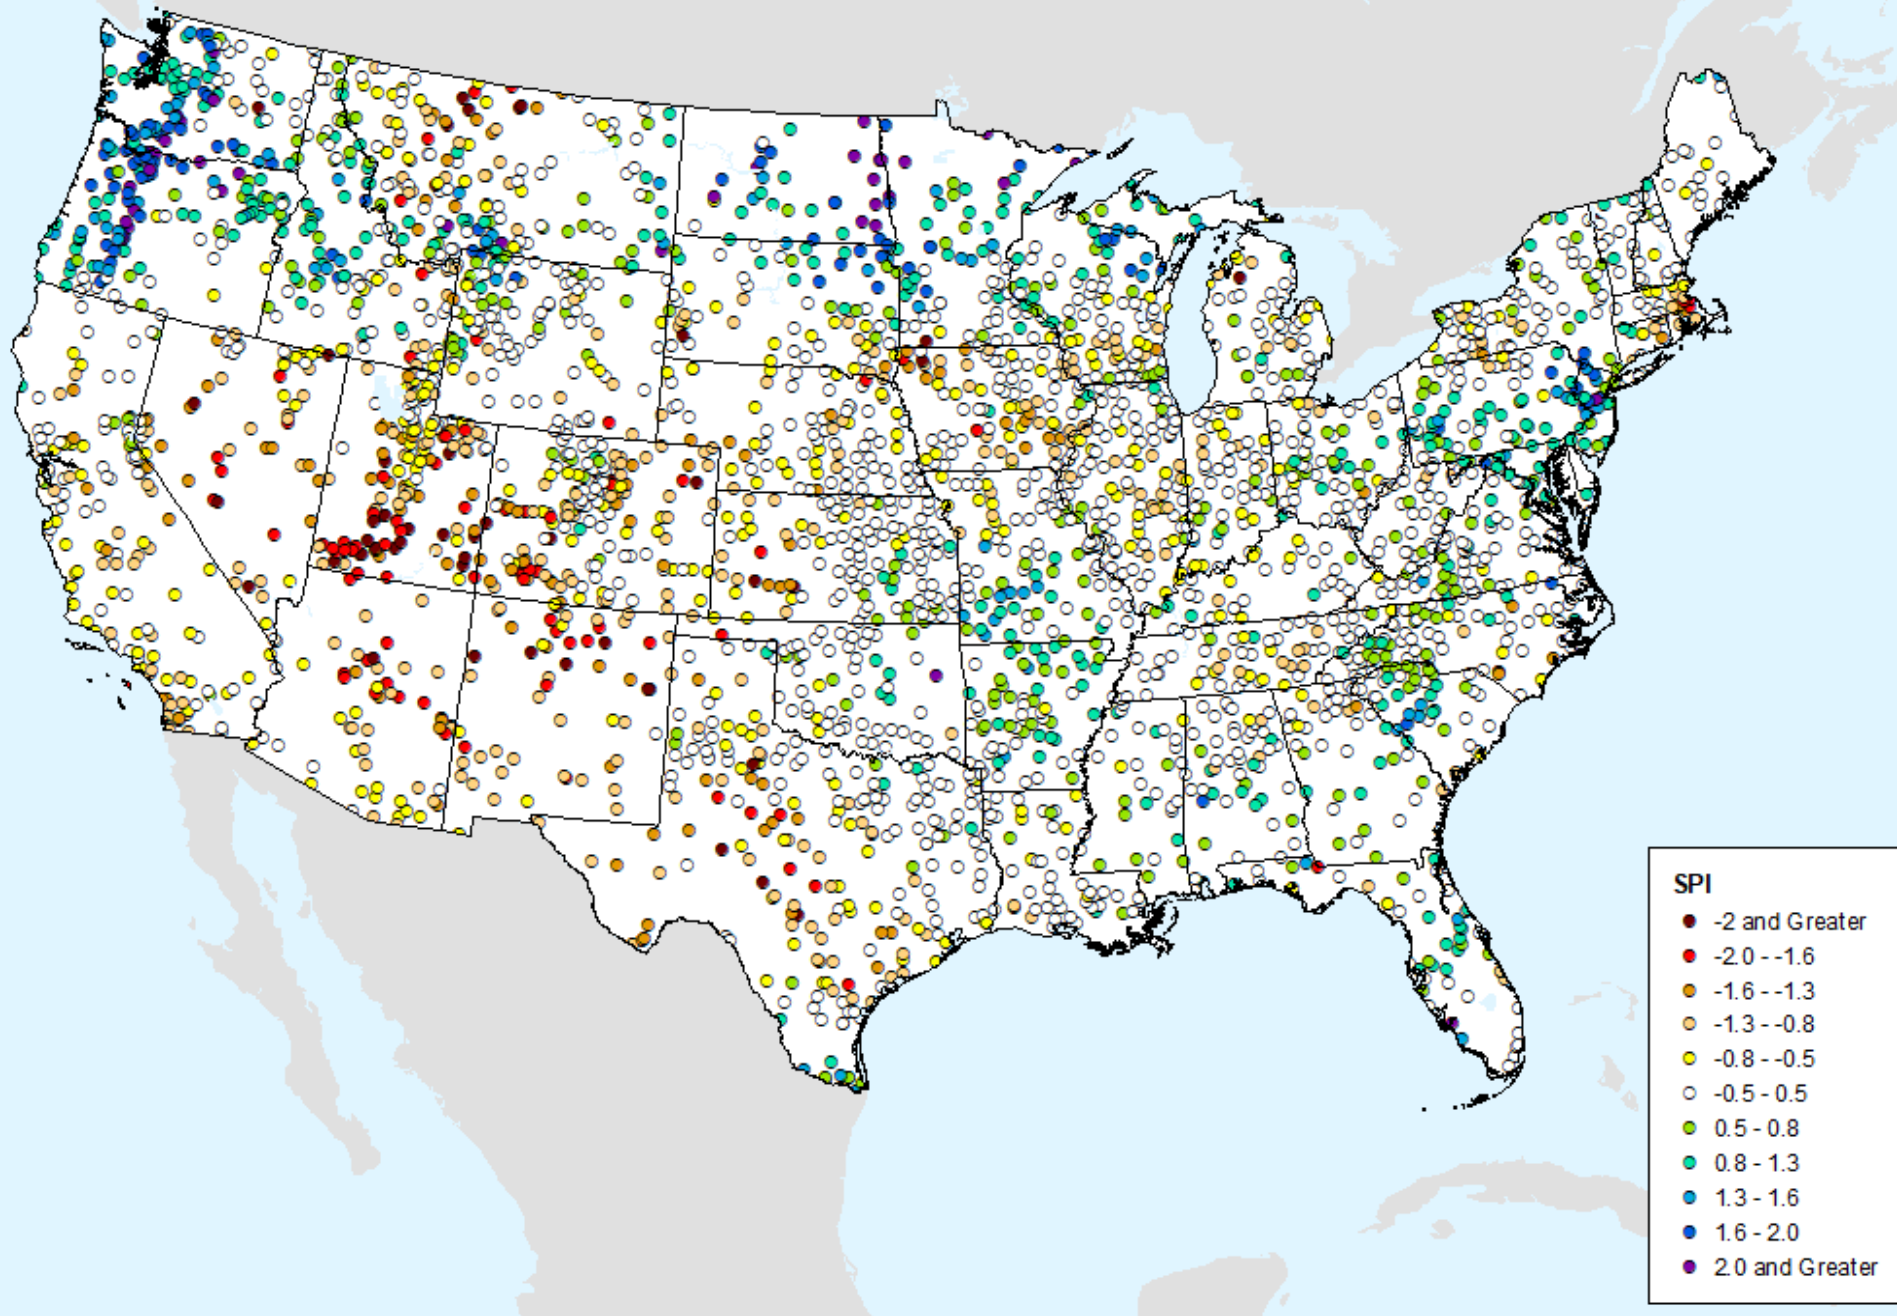 SPI
-2 and Greater
-2.0 - -1.6
-1.6 - -1.3
-1.3 - -0.8
-0.8 - -0.5
-0.5 - 0.5
0.5 - 0.8
0.8 - 1.3
1.3 - 1.6
1.6 - 2.0
2.0 and Greater